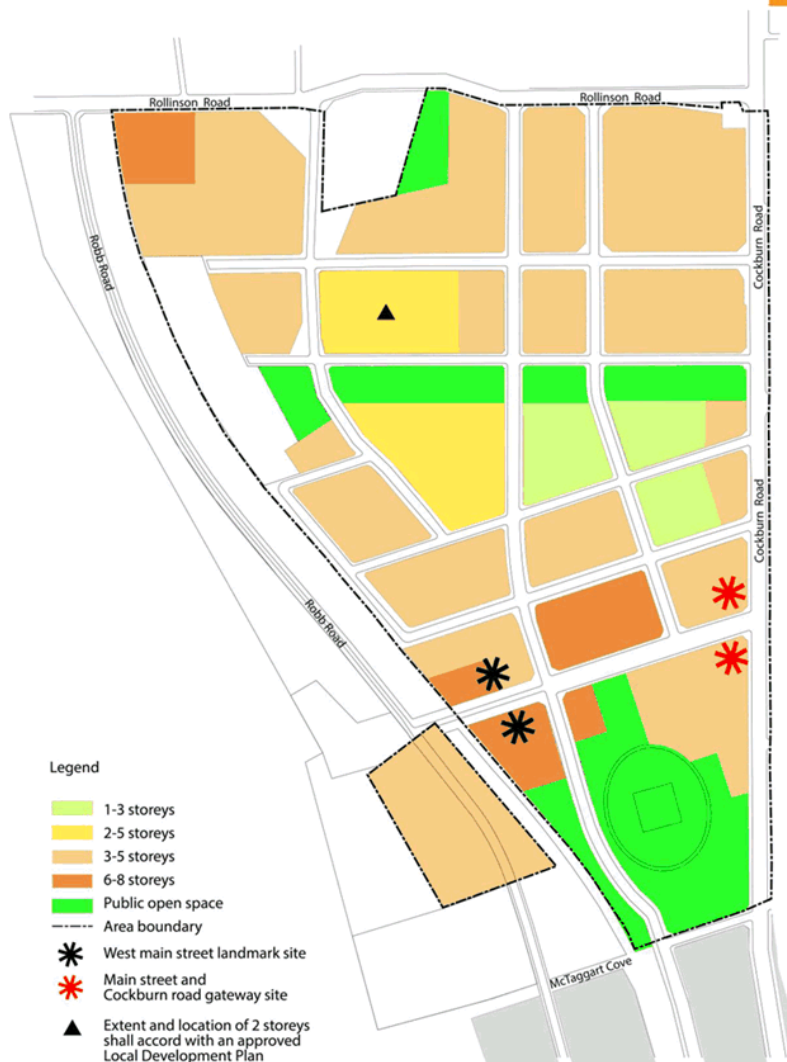 Rollinson Road
Rollinson Road
Cockburn Road
Robb Road
Cockburn Road
Robb Road
McTaggart Cove
Legend
1-3 storeys
2-5 storeys
3-5 storeys
6-8 storeys
Public open space
Area boundary
West main street landmark site
Main street and
Cockburn road gateway site
Extent and location of 2 storeys
shall accord with an approved
Local Development Plan